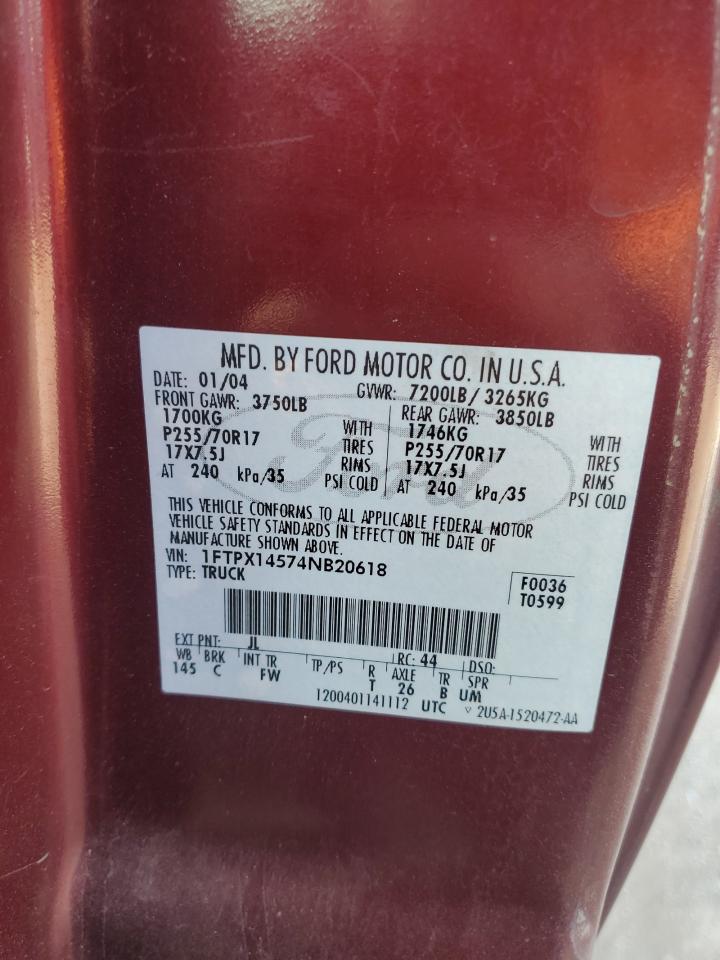 MFD. BY FORD MOTOR CO. IN U.S.A.
DATE: 01/04 GVWR: 7200LB / 3265KG
FRONT GAWR: 3750LB REAR GAWR: 3850LB
1700KG WITH 1746KG WITH
P255/70R17 TIRES P255/70R17 TIRES
17X7.5J RIMS 17X7.5J RIMS
AT 240 kPa/35 PSI COLD AT 240 kPa/35 PSI COLD
THIS VEHICLE CONFORMS TO ALL APPLICABLE FEDERAL MOTOR
VEHICLE SAFETY STANDARDS IN EFFECT ON THE DATE OF
MANUFACTURE SHOWN ABOVE.
VIN: 1FTPX14574NB20618
TYPE: TRUCK
F0036
T0599
EXT PNT: JL RC: 44 DSO:
WB BRK INT TR TP/PS R AXLE TR SPR
145 C FW T 26 B UM
1200401141112 UTC ▽ 2U5A-1520472-AA
Ford